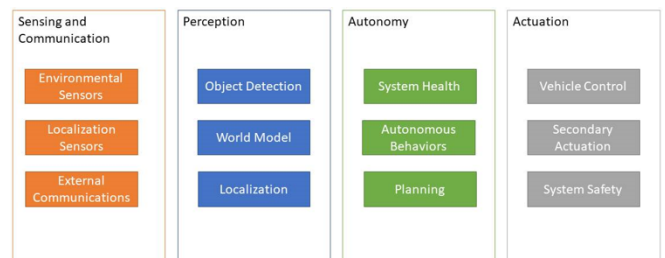 Sensing and
Communication
Environmental
Sensors
Localization
Sensors
External
Communications
Perception
Object Detection
World Model
Localization
Autonomy
System Health
Autonomous
Behaviors
Planning
Actuation
Vehicle Control
Secondary
Actuation
System Safety